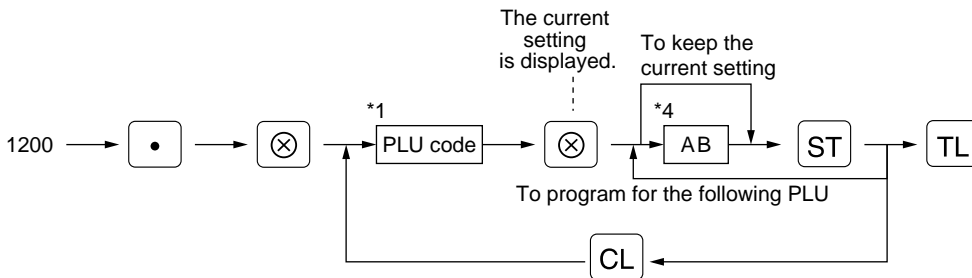 The current
setting
is displayed.
To keep the
current setting
*1
*4
1200
•
⊗
PLU code
⊗
AB
ST
TL
To program for the following PLU
CL